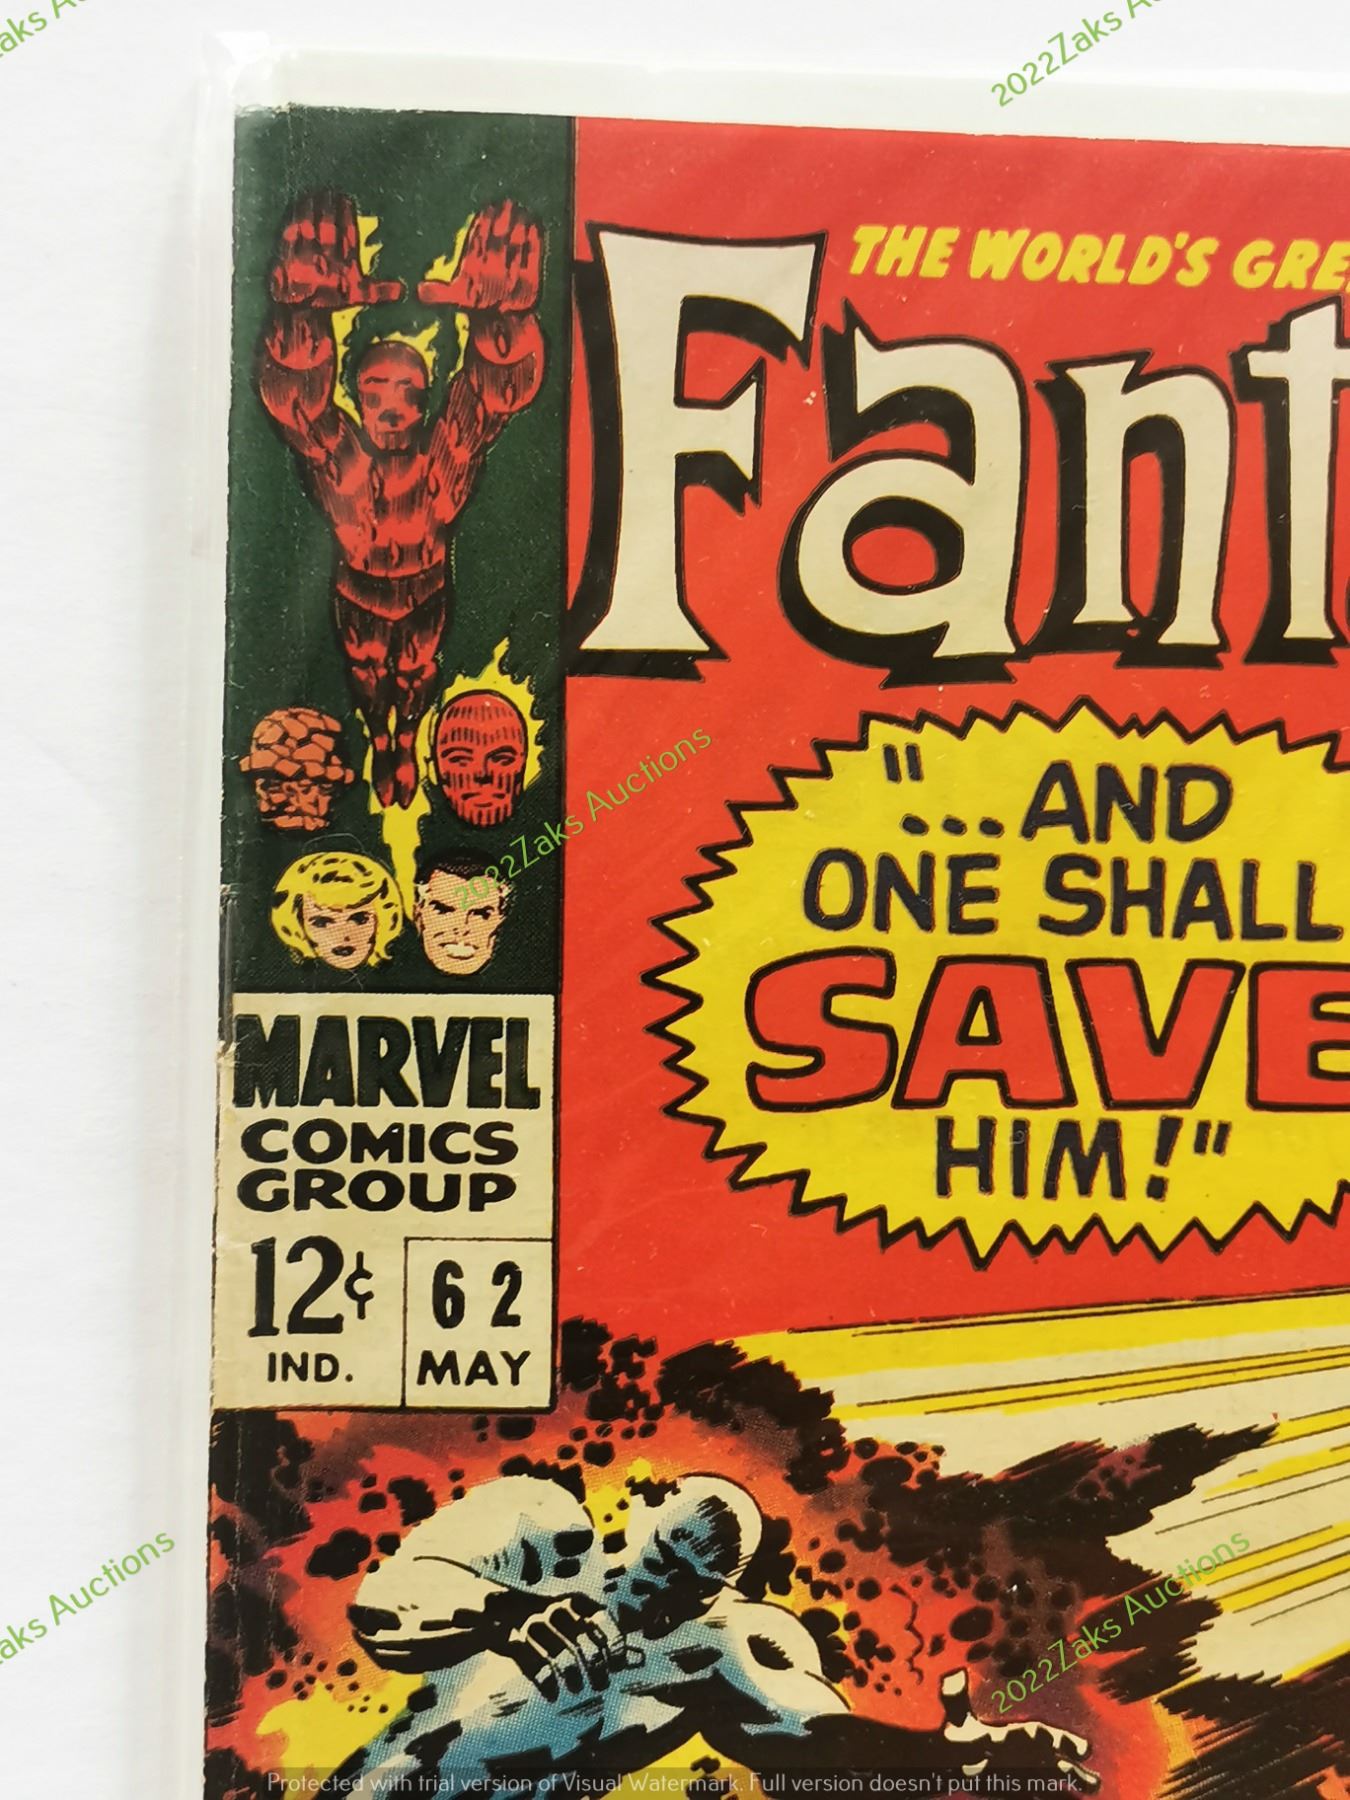 2022Zaks A
THE WORLD'S GRE
Fant
"...AND
ONE SHALL
SAVE
HIM!"
MARVEL
COMICS
GROUP
12¢
IND.
62
MAY
2022Zaks Auctions
aks Auctions
2022Zaks Auctions
Protected with trial version of Visual Watermark. Full version doesn't put this mark.